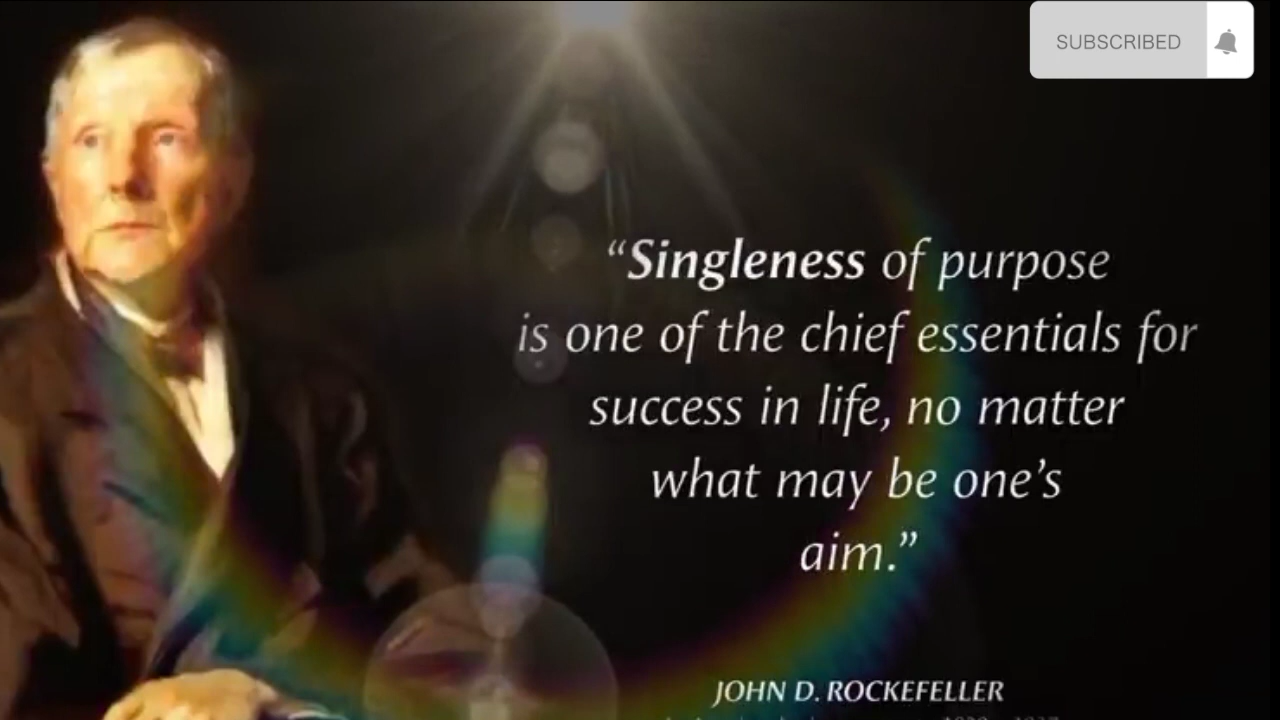 SUBSCRIBED
“Singleness of purpose
is one of the chief essentials for
success in life, no matter
what may be one’s
aim.”
JOHN D. ROCKEFELLER